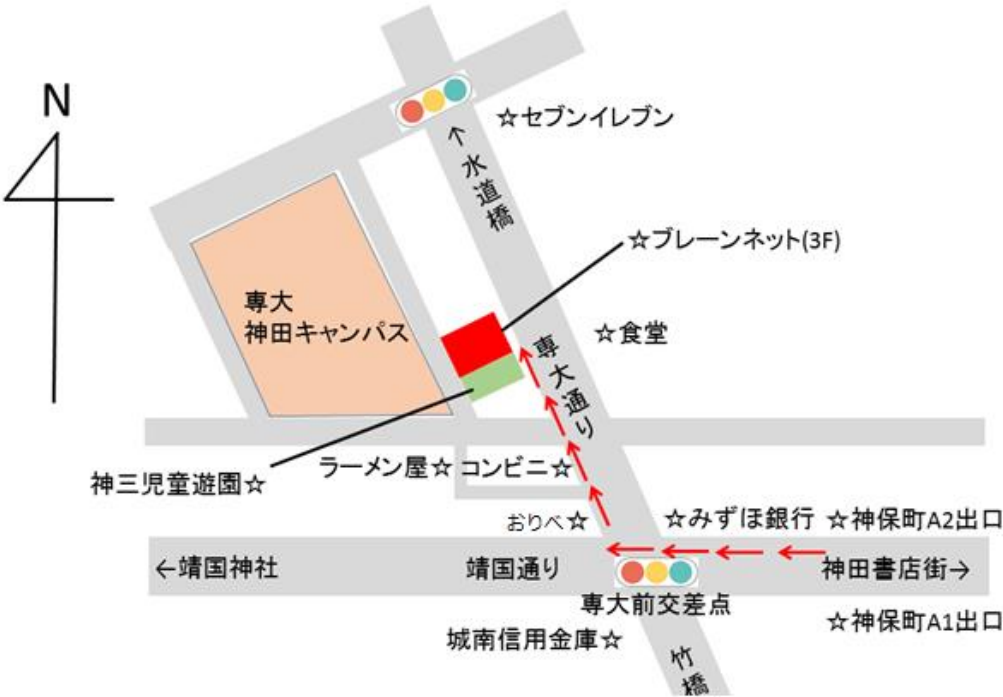 N
☆セブンイレブン
↑
水道橋
☆ブレーンネット(3F)
専大
神田キャンパス
☆食堂
専大通り
神三児童遊園☆
ラーメン屋☆
コンビニ☆
おりべ☆
☆みずほ銀行
☆神保町A2出口
←靖国神社
靖国通り
神田書店街→
専大前交差点
☆神保町A1出口
城南信用金庫☆
竹橋